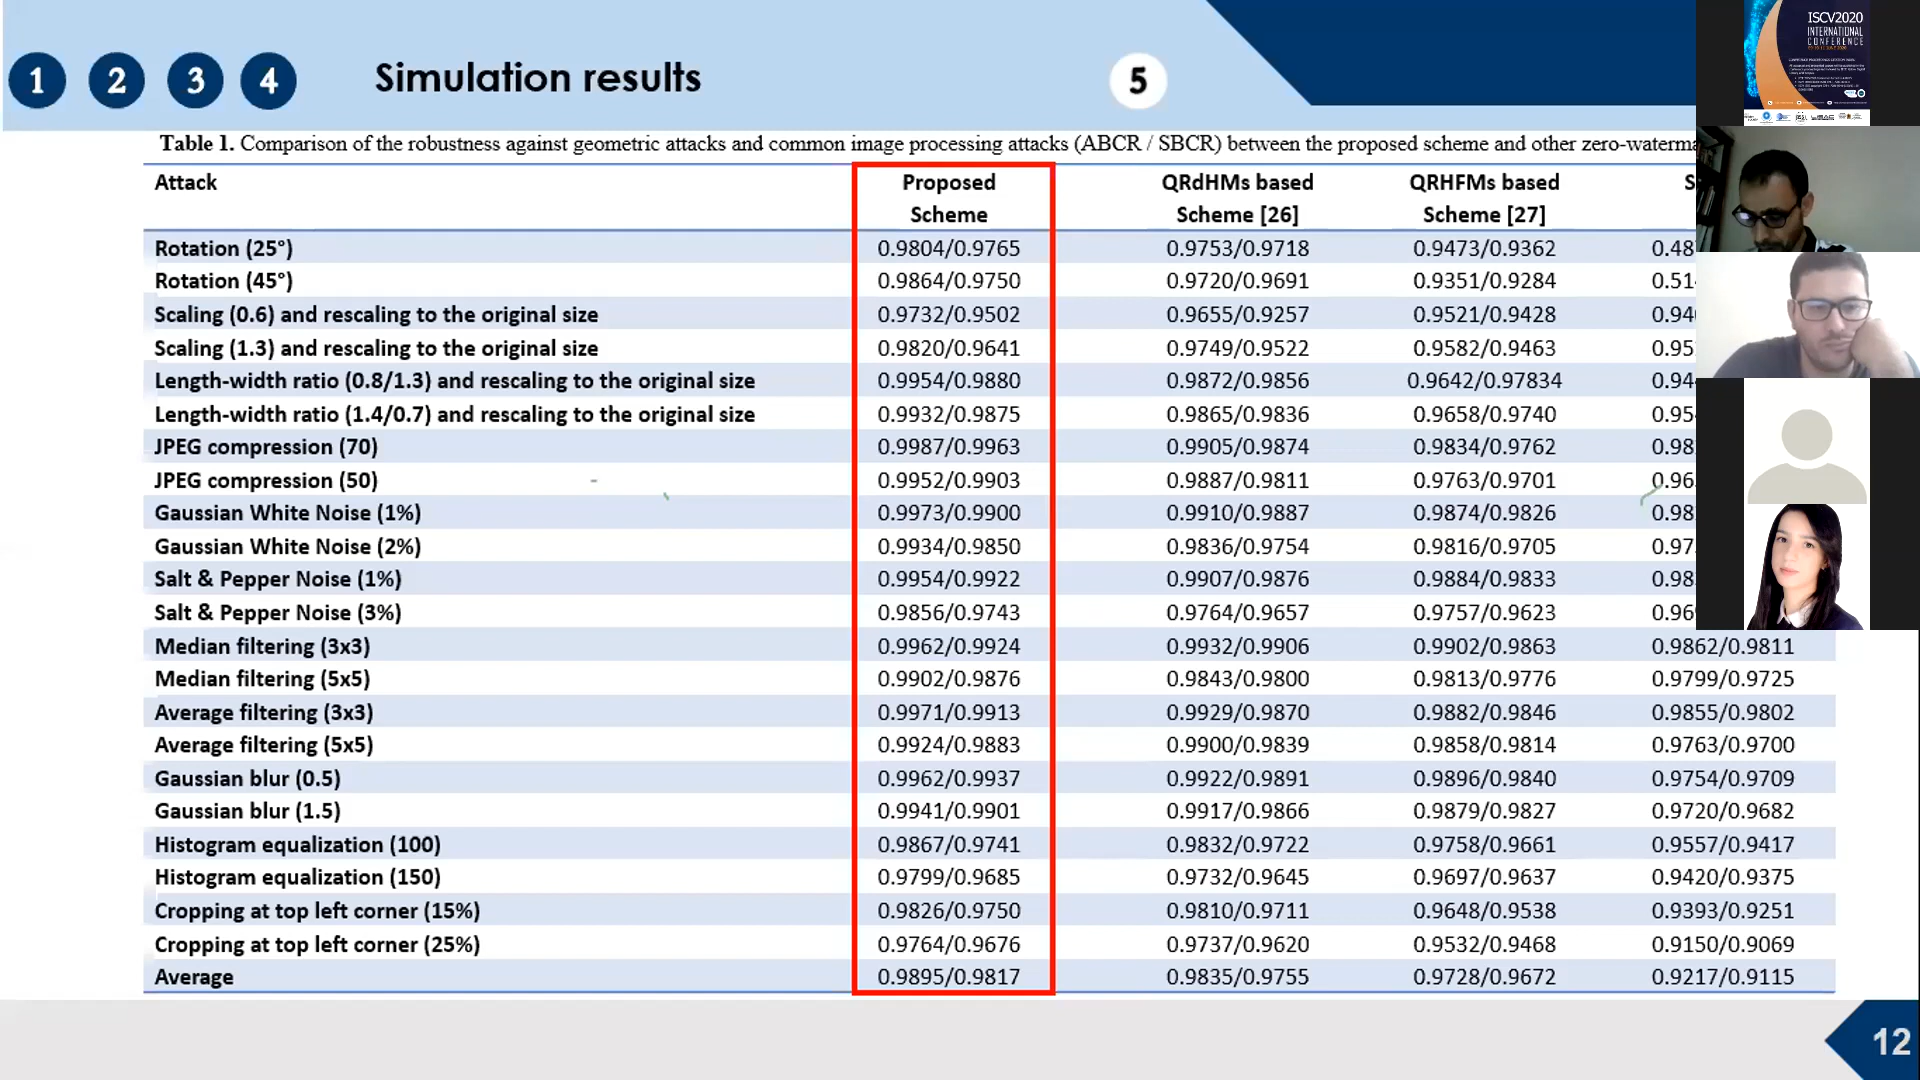 1 2 3 4 Simulation results 5
Table 1. Comparison of the robustness against geometric attacks and common image processing attacks (ABCR / SBCR) between the proposed scheme and other
Attack Proposed Scheme QRdHMs based Scheme [26] QRHFMs based Scheme [27]
Rotation (25°) 0.9804/0.9765 0.9753/0.9718 0.9473/0.9362 0.48
Rotation (45°) 0.9864/0.9750 0.9720/0.9691 0.9351/0.9284 0.51
Scaling (0.6) and rescaling to the original size 0.9732/0.9502 0.9655/0.9257 0.9521/0.9428
Scaling (1.3) and rescaling to the original size 0.9820/0.9641 0.9749/0.9522 0.9582/0.9463 0.95
Length-width ratio (0.8/1.3) and rescaling to the original size 0.9954/0.9880 0.9872/0.9856 0.9642/0.97834
Length-width ratio (1.4/0.7) and rescaling to the original size 0.9932/0.9875 0.9865/0.9836 0.9658/0.9740 0.95
JPEG compression (70) 0.9987/0.9963 0.9905/0.9874 0.9834/0.9762 0.98
JPEG compression (50) 0.9952/0.9903 0.9887/0.9811 0.9763/0.9701 0.96
Gaussian White Noise (1%) 0.9973/0.9900 0.9910/0.9887 0.9874/0.9826 0.98
Gaussian White Noise (2%) 0.9934/0.9850 0.9836/0.9754 0.9816/0.9705 0.97
Salt & Pepper Noise (1%) 0.9954/0.9922 0.9907/0.9876 0.9884/0.9833 0.98
Salt & Pepper Noise (3%) 0.9856/0.9743 0.9764/0.9657 0.9757/0.9623 0.96
Median filtering (3x3) 0.9962/0.9924 0.9932/0.9906 0.9902/0.9863 0.9862/0.9811
Median filtering (5x5) 0.9902/0.9876 0.9843/0.9800 0.9813/0.9776 0.9799/0.9725
Average filtering (3x3) 0.9971/0.9913 0.9929/0.9870 0.9882/0.9846 0.9855/0.9802
Average filtering (5x5) 0.9924/0.9883 0.9900/0.9839 0.9858/0.9814 0.9763/0.9700
Gaussian blur (0.5) 0.9962/0.9937 0.9922/0.9891 0.9896/0.9840 0.9754/0.9709
Gaussian blur (1.5) 0.9941/0.9901 0.9917/0.9866 0.9879/0.9827 0.9720/0.9682
Histogram equalization (100) 0.9867/0.9741 0.9832/0.9722 0.9758/0.9661 0.9557/0.9417
Histogram equalization (150) 0.9799/0.9685 0.9732/0.9645 0.9697/0.9637 0.9420/0.9375
Cropping at top left corner (15%) 0.9826/0.9750 0.9810/0.9711 0.9648/0.9538 0.9393/0.9251
Cropping at top left corner (25%) 0.9764/0.9676 0.9737/0.9620 0.9532/0.9468 0.9150/0.9069
Average 0.9895/0.9817 0.9835/0.9755 0.9728/0.9672 0.9217/0.9115
12
ISCV2020
INTERNATIONAL
CONFERENCE